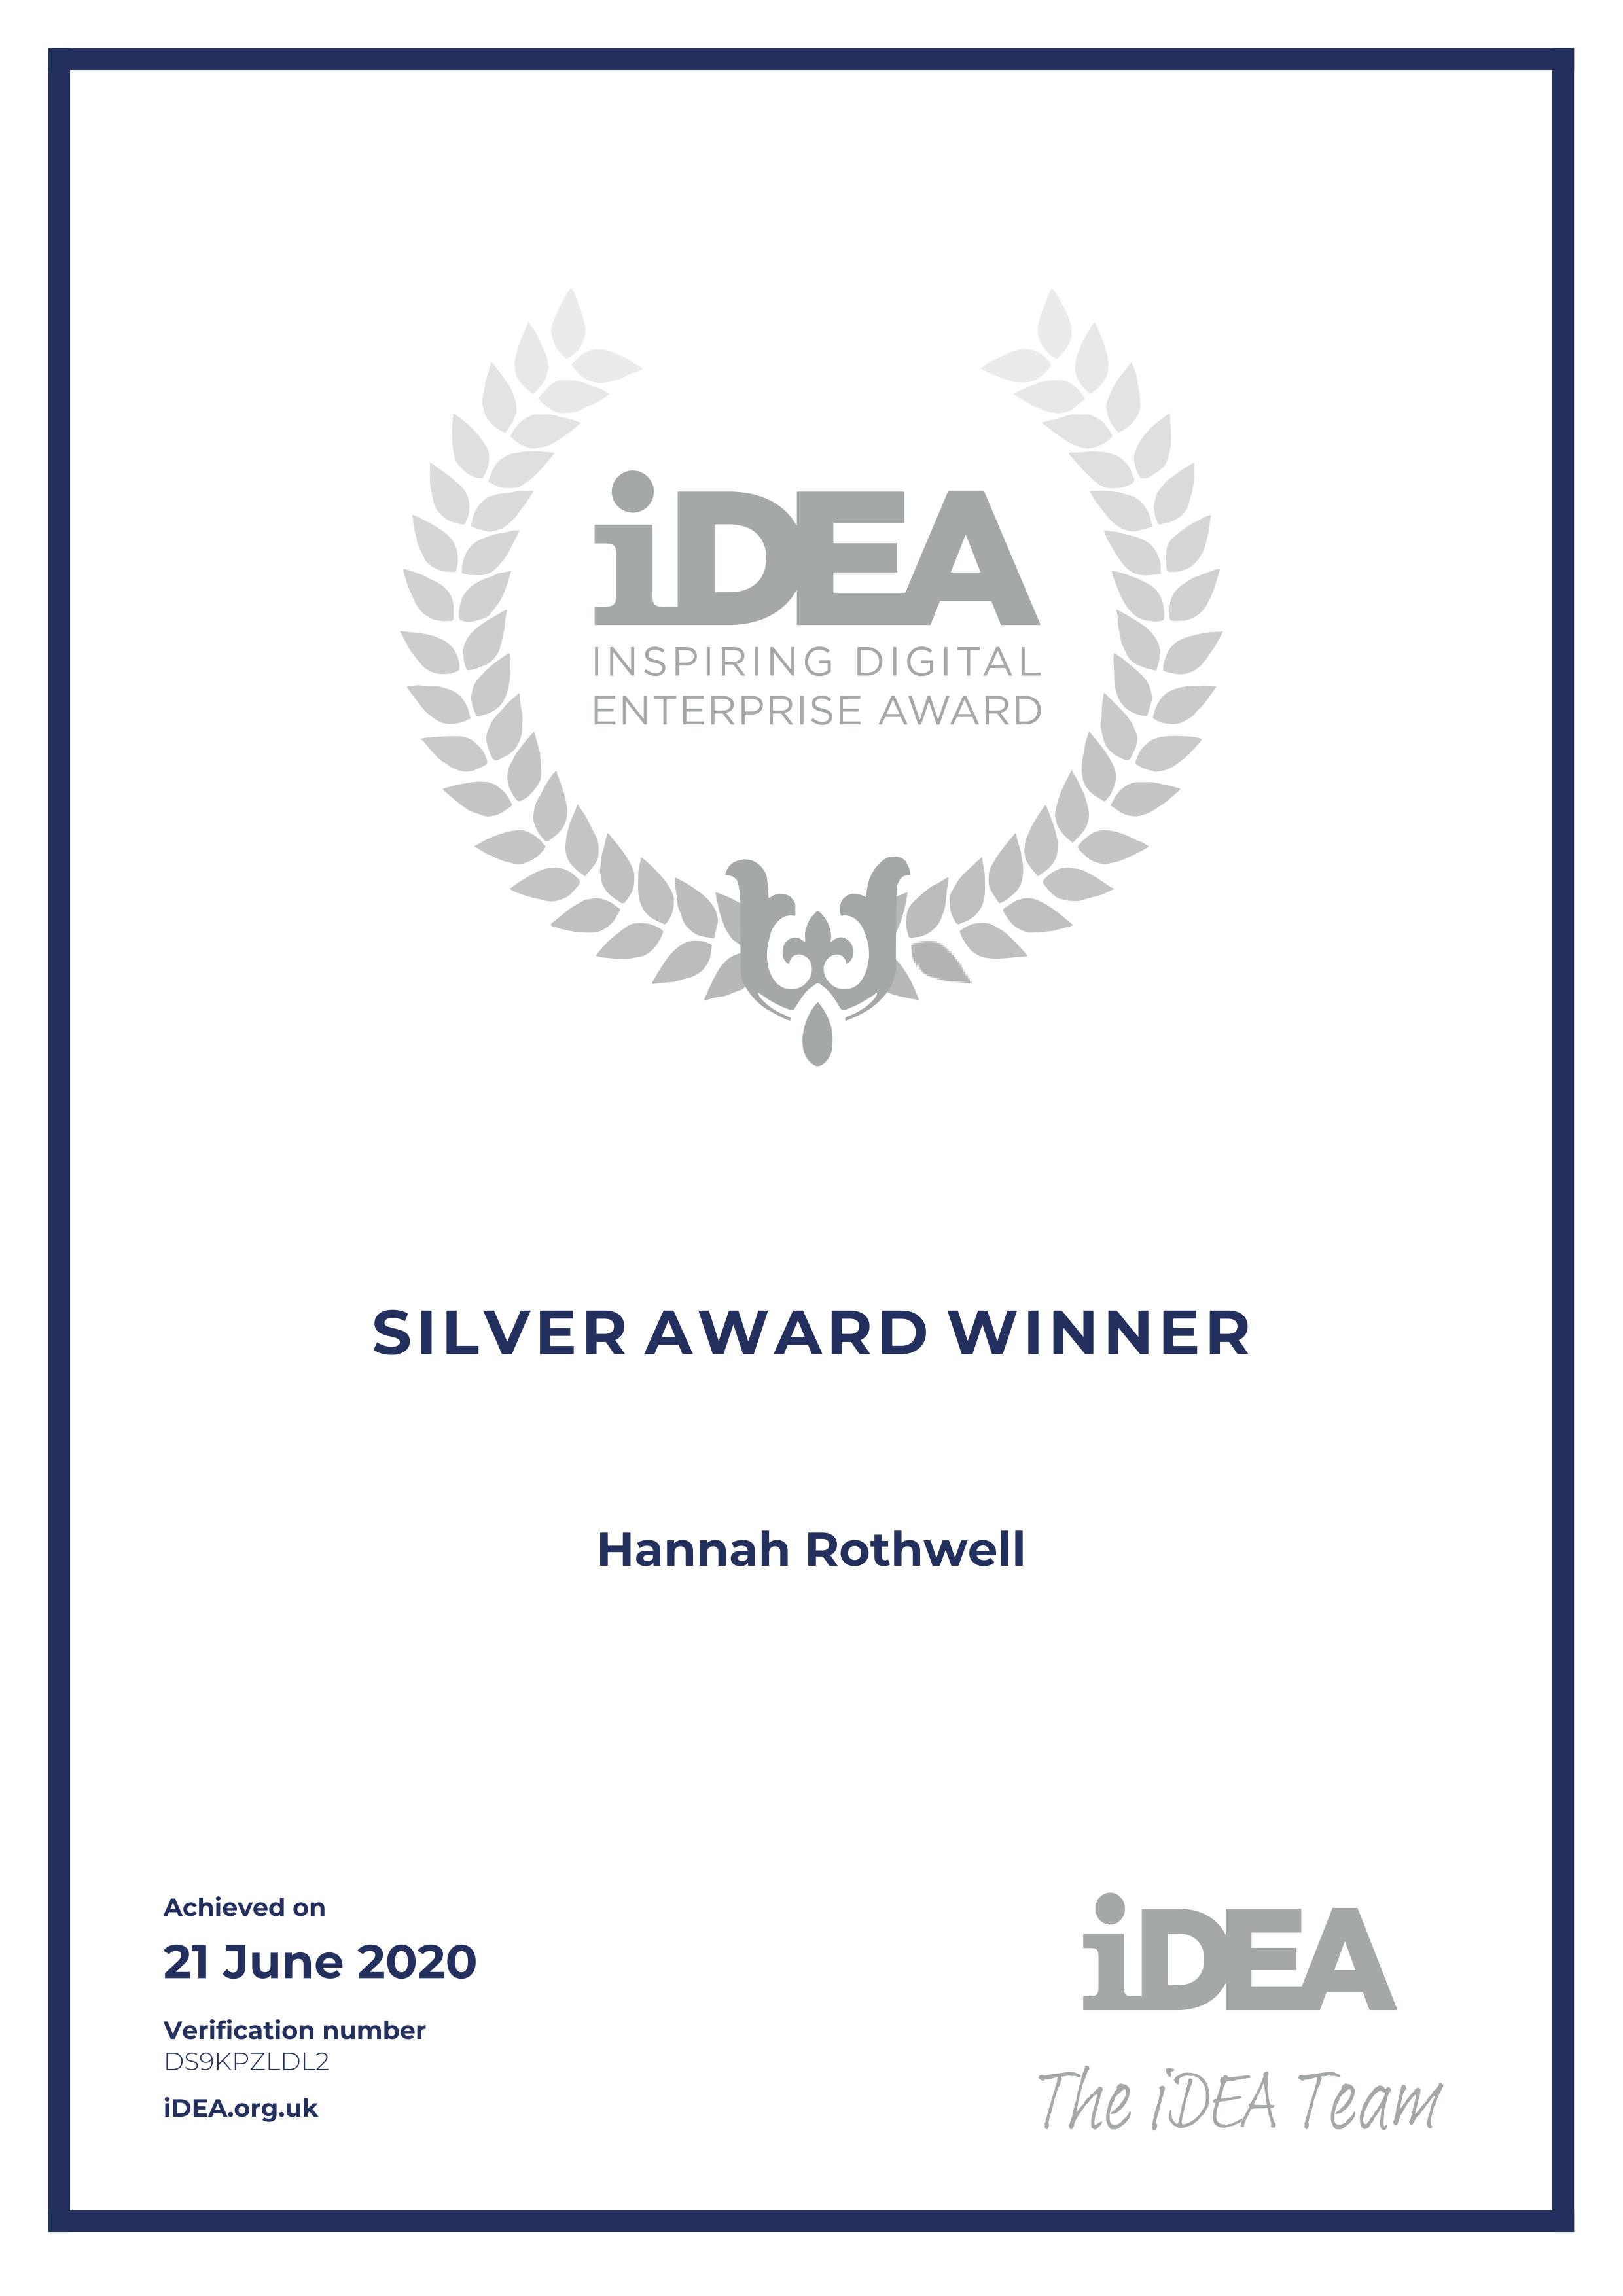 iDEA
INSPIRING DIGITAL
ENTERPRISE AWARD
SILVER AWARD WINNER
Hannah Rothwell
Achieved on
21 June 2020
Verification number
DS9KPZLDL2
iDEA.org.uk
iDEA
The iDEA Team